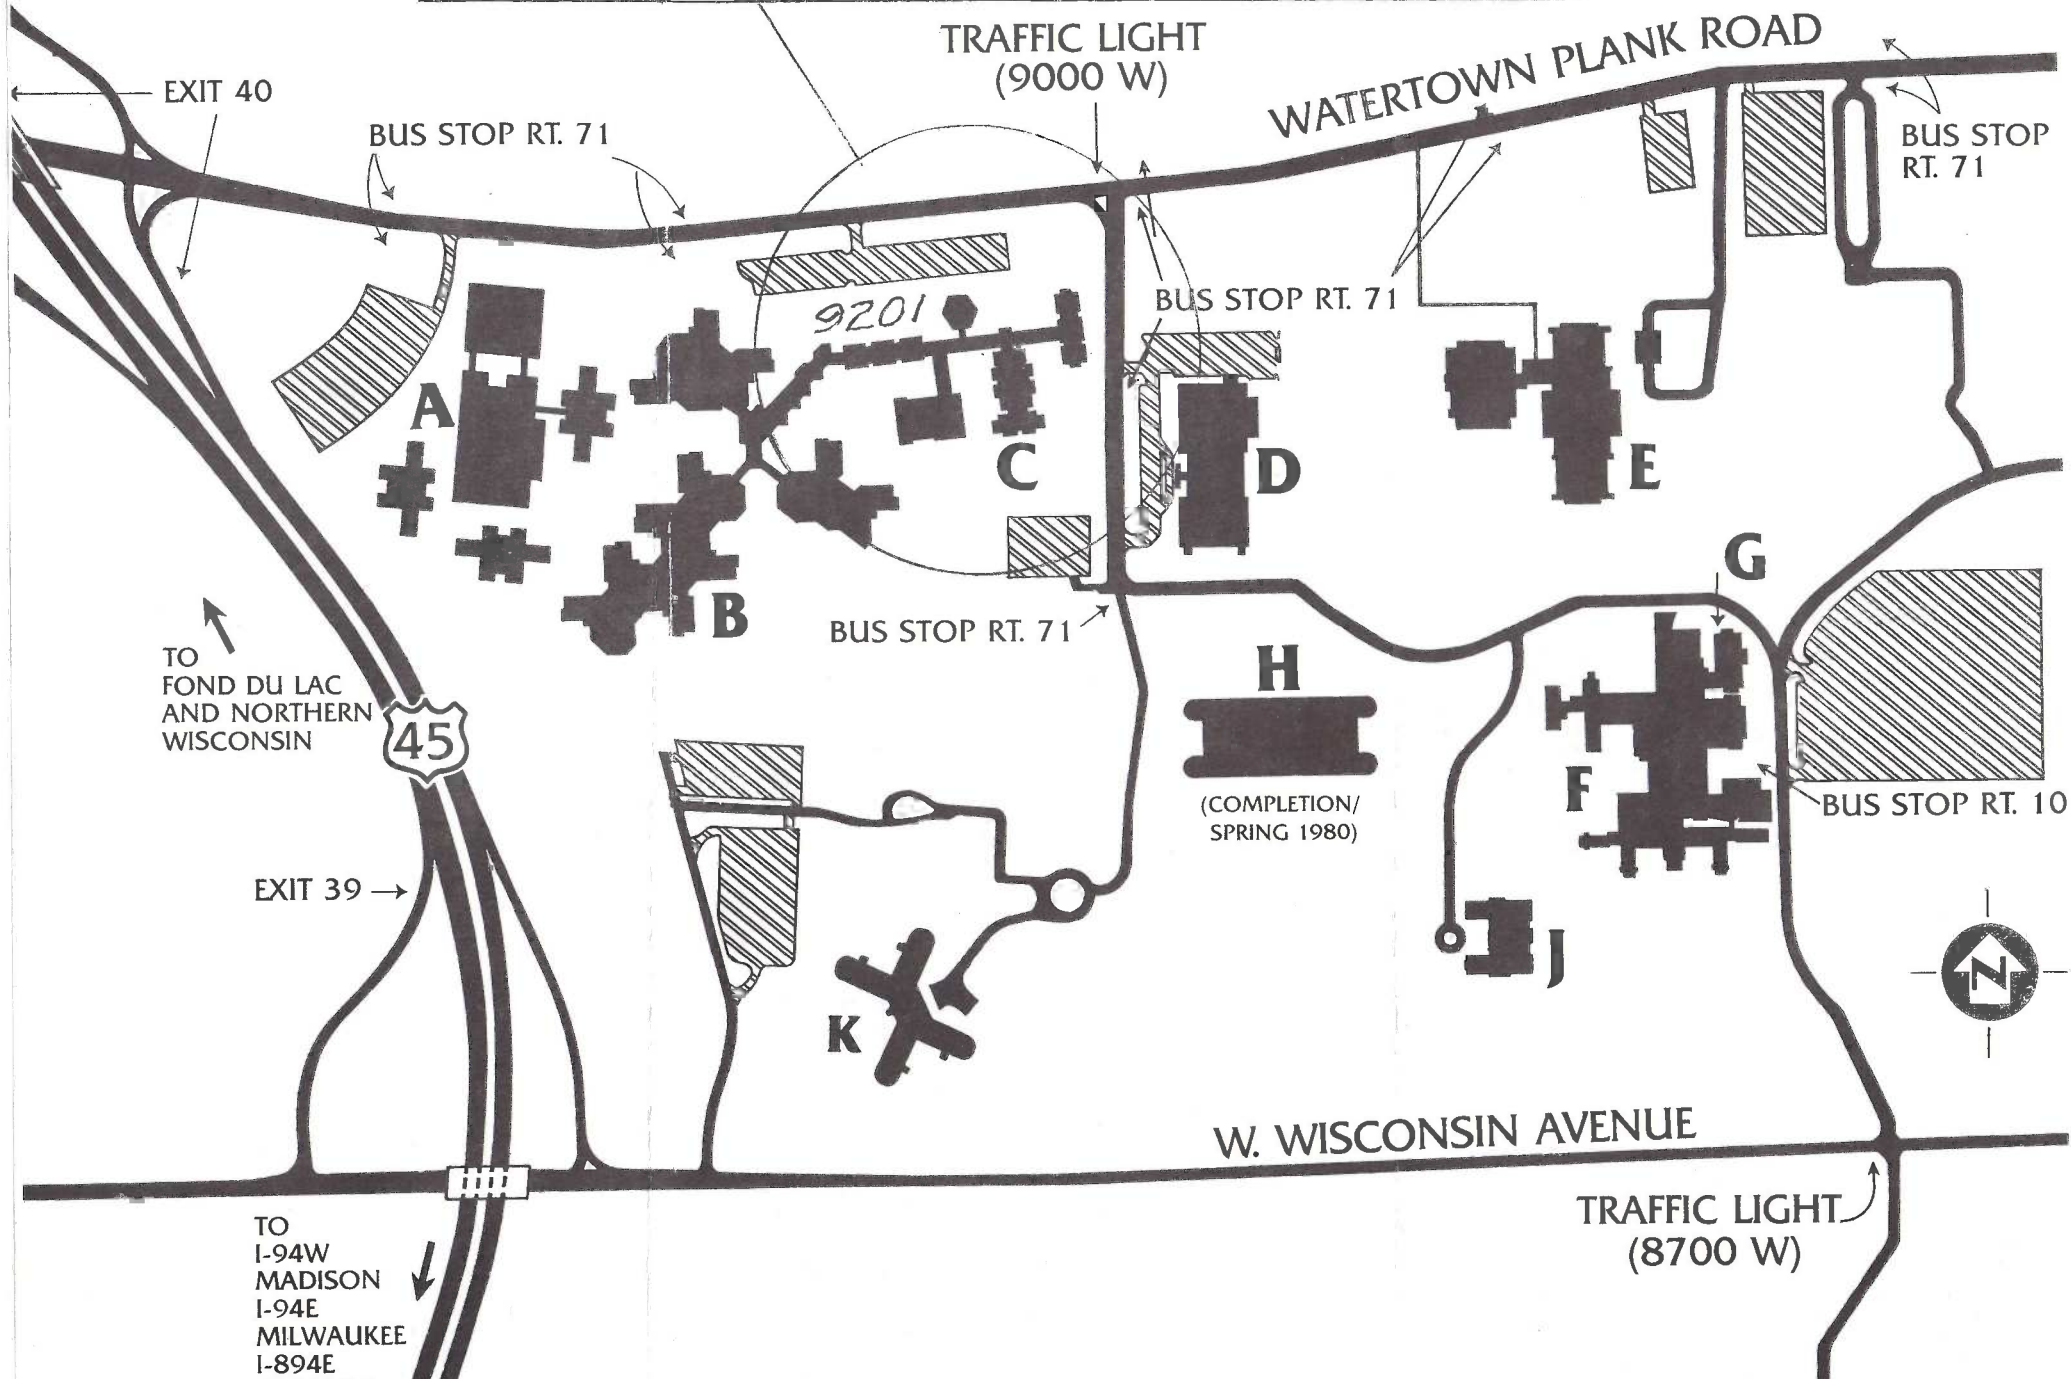 TRAFFIC LIGHT
(9000 W)
WATERTOWN PLANK ROAD
EXIT 40
BUS STOP RT. 71
BUS STOP
RT. 71
9201
BUS STOP RT. 71
A
B
C
D
E
G
BUS STOP RT. 71
TO
FOND DU LAC
AND NORTHERN
WISCONSIN
45
H
(COMPLETION/
SPRING 1980)
F
BUS STOP RT. 10
EXIT 39
J
K
N
W. WISCONSIN AVENUE
TRAFFIC LIGHT
(8700 W)
TO
I-94W
MADISON
I-94E
MILWAUKEE
I-894E